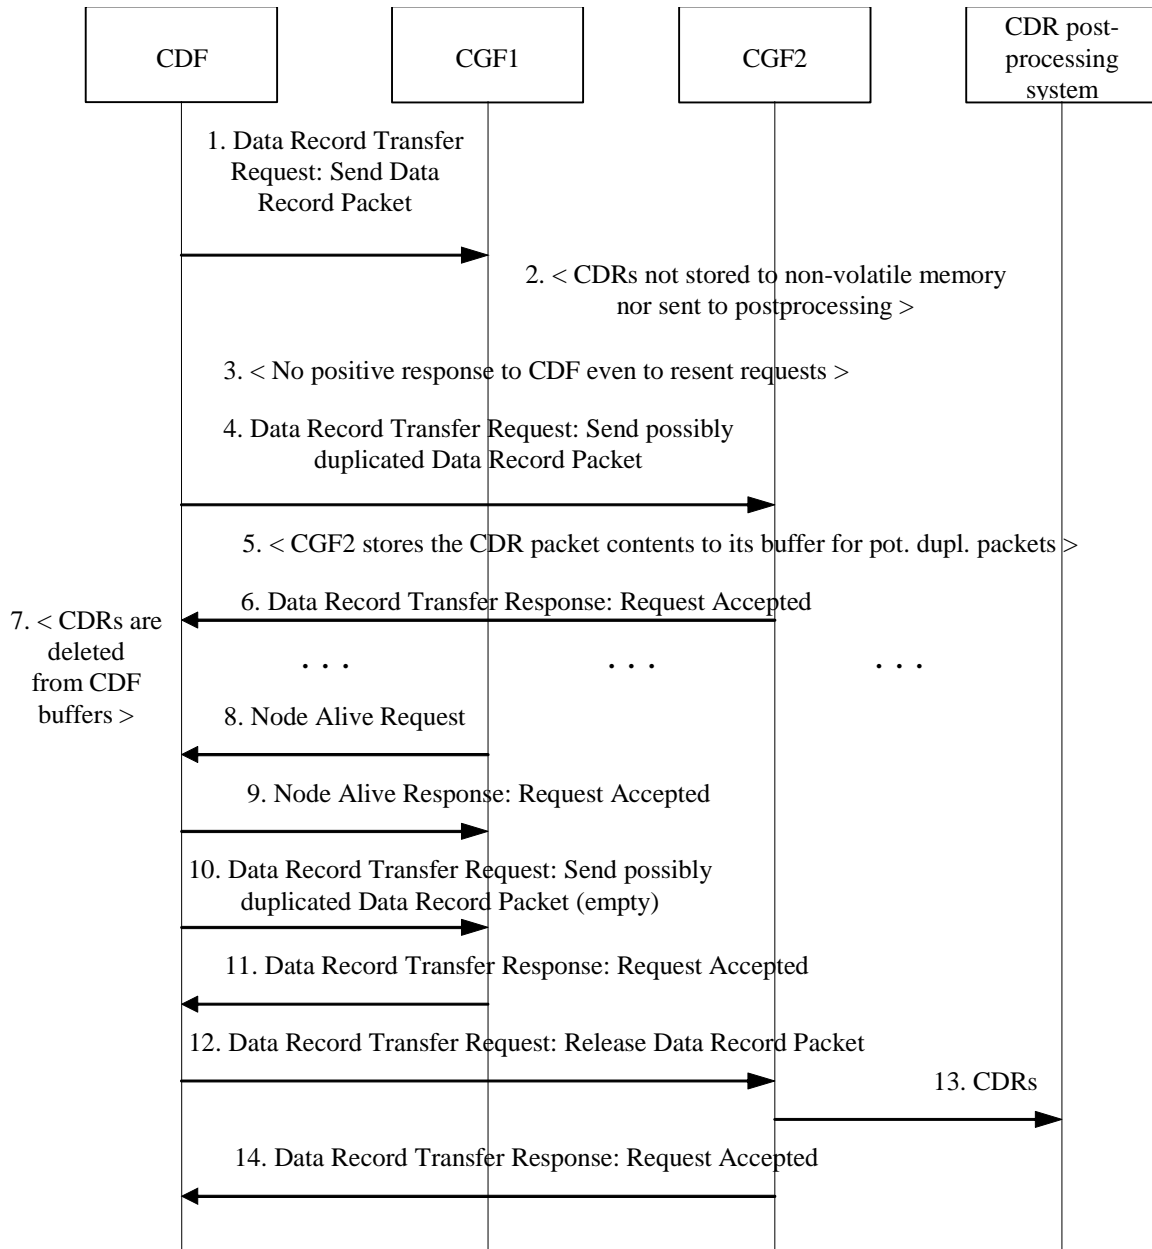 CDF
CGF1
CGF2
CDR post-
processing
system
1. Data Record Transfer
Request: Send Data
Record Packet
2. < CDRs not stored to non-volatile memory
nor sent to postprocessing >
3. < No positive response to CDF even to resent requests >
4. Data Record Transfer Request: Send possibly
duplicated Data Record Packet
5. < CGF2 stores the CDR packet contents to its buffer for pot. dupl. packets >
6. Data Record Transfer Response: Request Accepted
7. < CDRs are
deleted
from CDF
buffers >
. . . . . . . . .
8. Node Alive Request
9. Node Alive Response: Request Accepted
10. Data Record Transfer Request: Send possibly
duplicated Data Record Packet (empty)
11. Data Record Transfer Response: Request Accepted
12. Data Record Transfer Request: Release Data Record Packet
13. CDRs
14. Data Record Transfer Response: Request Accepted